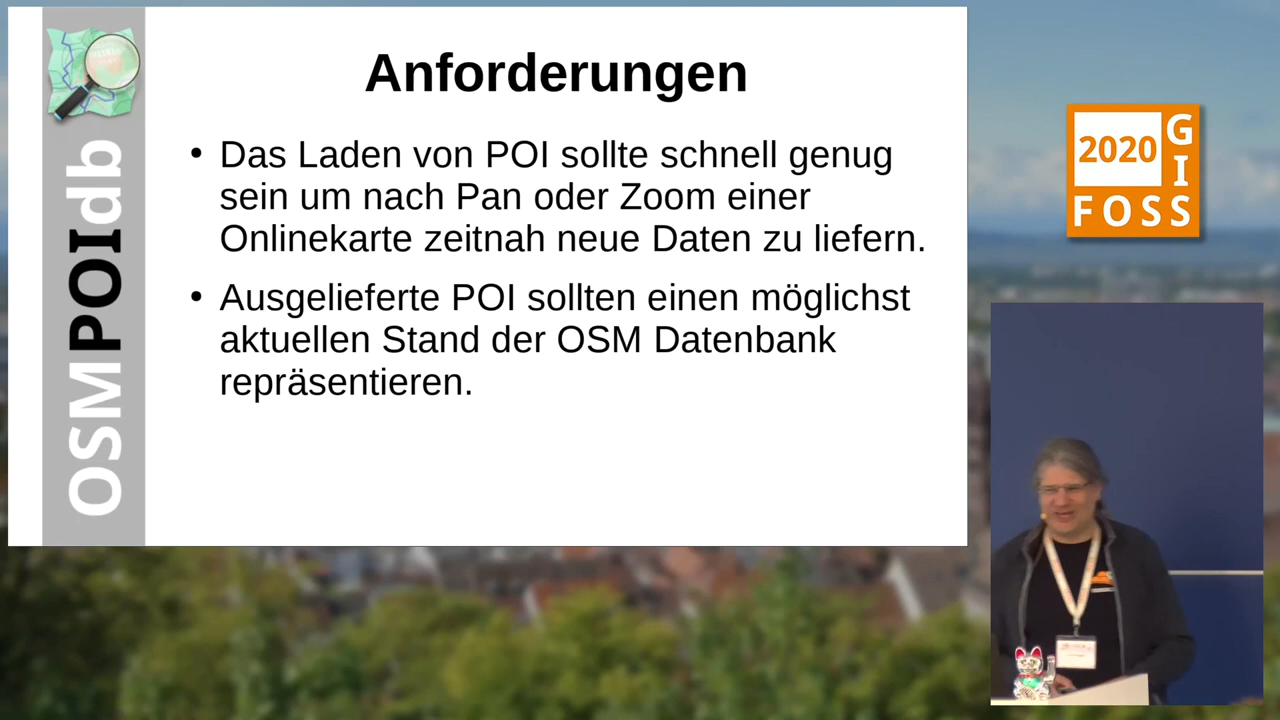 OSMPOIdb
Anforderungen
• Das Laden von POI sollte schnell genug
sein um nach Pan oder Zoom einer
Onlinekarte zeitnah neue Daten zu liefern.
• Ausgelieferte POI sollten einen möglichst
aktuellen Stand der OSM Datenbank
repräsentieren.
2020
GI
FOSS